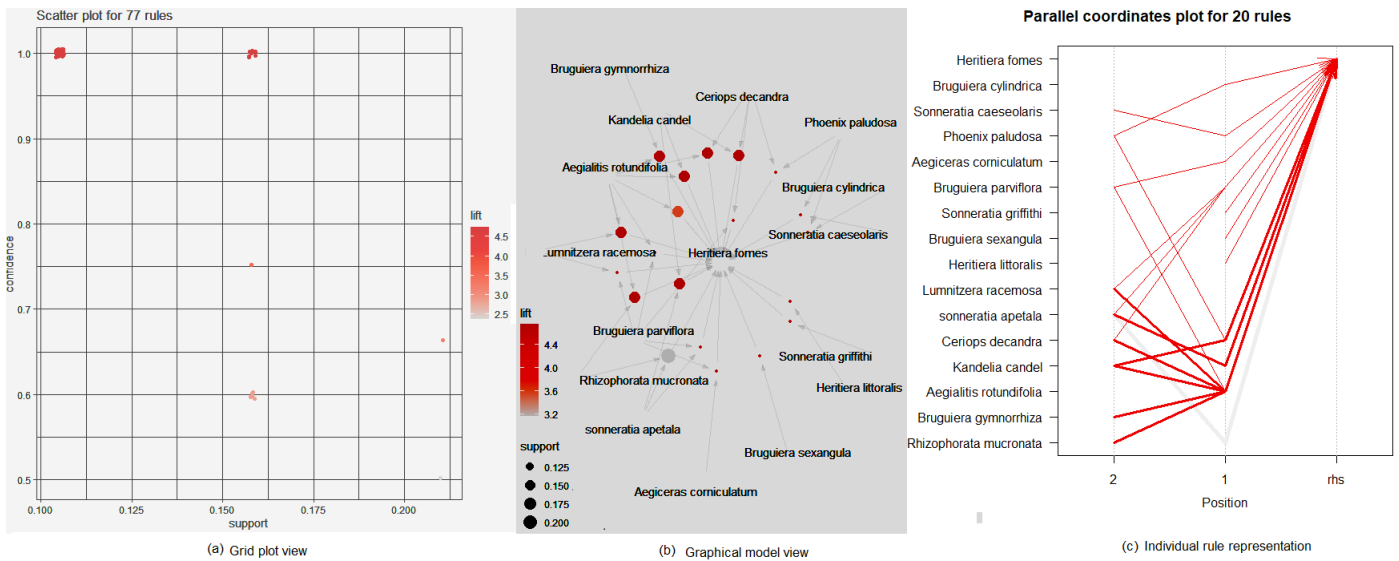 Scatter plot for 77 rules
1.0
0.9
0.8
0.7
0.6
0.5
confidence
0.100
0.125
0.150
0.175
0.200
support
lift
4.5
4.0
3.5
3.0
2.5
(a) Grid plot view
Bruguiera gymnorrhiza
Ceriops decandra
Kandelia candel
Phoenix paludosa
Aegialitis rotundifolia
Bruguiera cylindrica
Sonneratia caeseolaris
.umnitzera racemosa
Heritiera fomes
Bruguiera parviflora
Sonneratia griffithi
Rhizophorata mucronata
Heritiera littoralis
sonneratia apetala
Bruguiera sexangula
Aegiceras corniculatum
lift
4.4
4.0
3.6
3.2
support
0.125
0.150
0.175
0.200
(b) Graphical model view
Parallel coordinates plot for 20 rules
Heritiera fomes
Bruguiera cylindrica
Sonneratia caeseolaris
Phoenix paludosa
Aegiceras corniculatum
Bruguiera parviflora
Sonneratia griffithi
Bruguiera sexangula
Heritiera littoralis
Lumnitzera racemosa
sonneratia apetala
Ceriops decandra
Kandelia candel
Aegialitis rotundifolia
Bruguiera gymnorrhiza
Rhizophorata mucronata
2
1
rhs
Position
(c) Individual rule representation